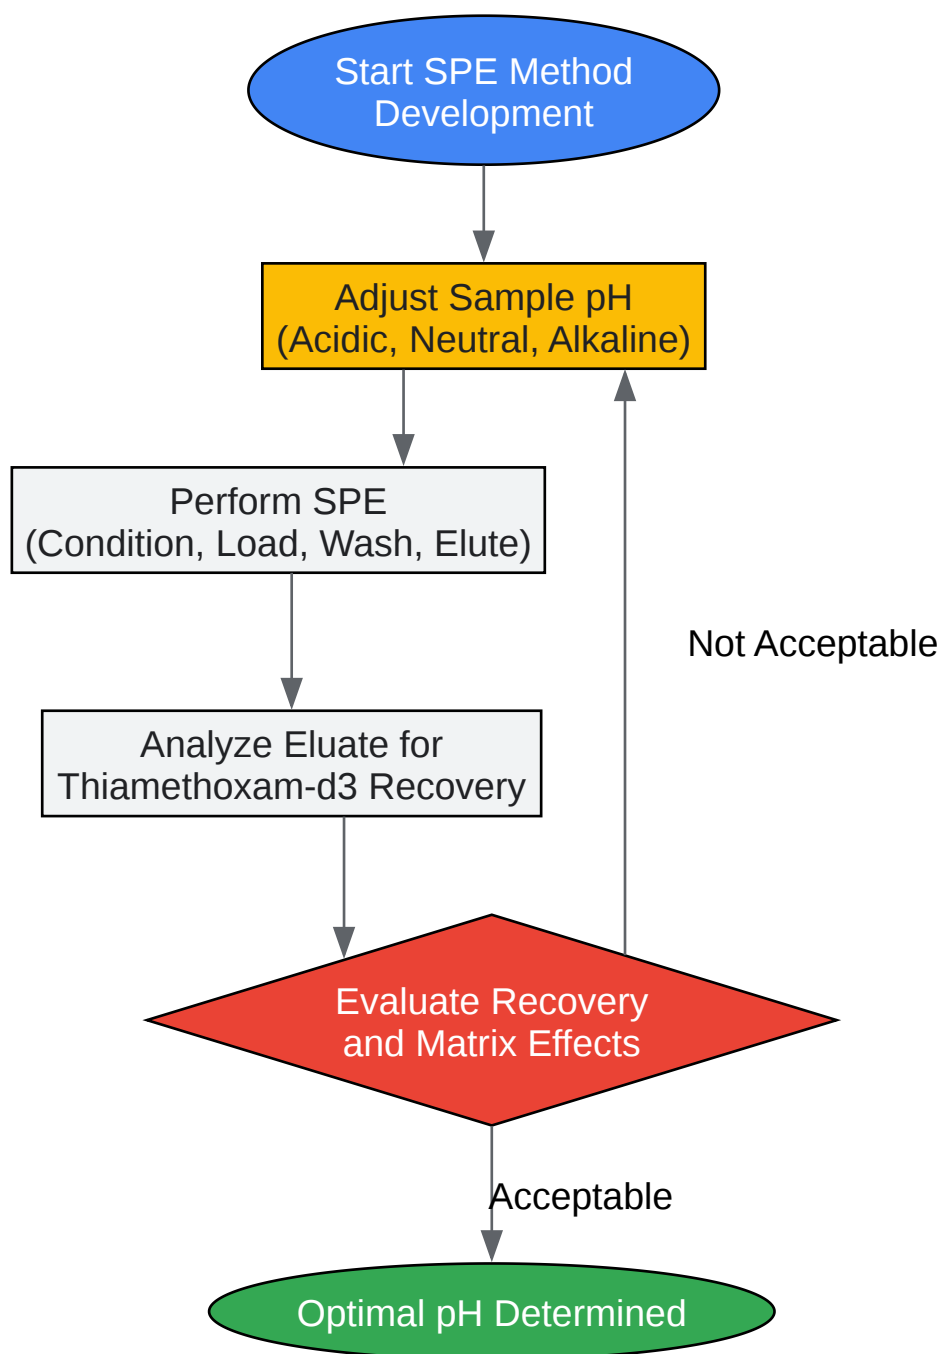 Start SPE Method
Development
Adjust Sample pH
(Acidic, Neutral, Alkaline)
Perform SPE
(Condition, Load, Wash, Elute)
Not Acceptable
Analyze Eluate for
Thiamethoxam-d3 Recovery
Evaluate Recovery
and Matrix Effects
Acceptable
Optimal pH Determined